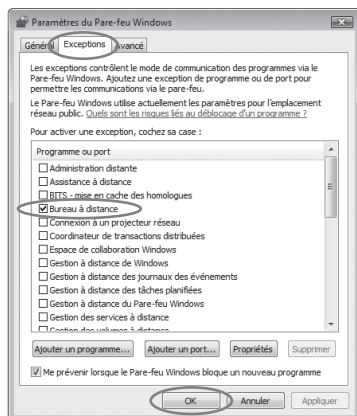 Paramètres du Pare-feu Windows
Général
Exceptions
Avancé
Les exceptions contrôlent le mode de communication des programmes via le
Pare-feu Windows. Ajoutez une exception de programme ou de port pour
permettre les communications via le pare-feu.
Le Pare-feu Windows utilise actuellement les paramètres pour l'emplacement
réseau public. Quels sont les risques liés au déblocage d'un programme ?
Pour activer une exception, cochez sa case :
Programme ou port
Administration distante
Assistance à distance
BITS - mise en cache des homologues
Bureau à distance
Connexion à un projecteur réseau
Coordinateur de transactions distribuées
Espace de collaboration Windows
Gestion à distance de Windows
Gestion à distance des journaux des événements
Gestion à distance des tâches planifiées
Gestion à distance du Pare-feu Windows
Gestion des services à distance
Gestion des volumes à distance
Ajouter un programme...
Ajouter un port...
Propriétés
Supprimer
Me prévenir lorsque le Pare-feu Windows bloque un nouveau programme
OK
Annuler
Appliquer